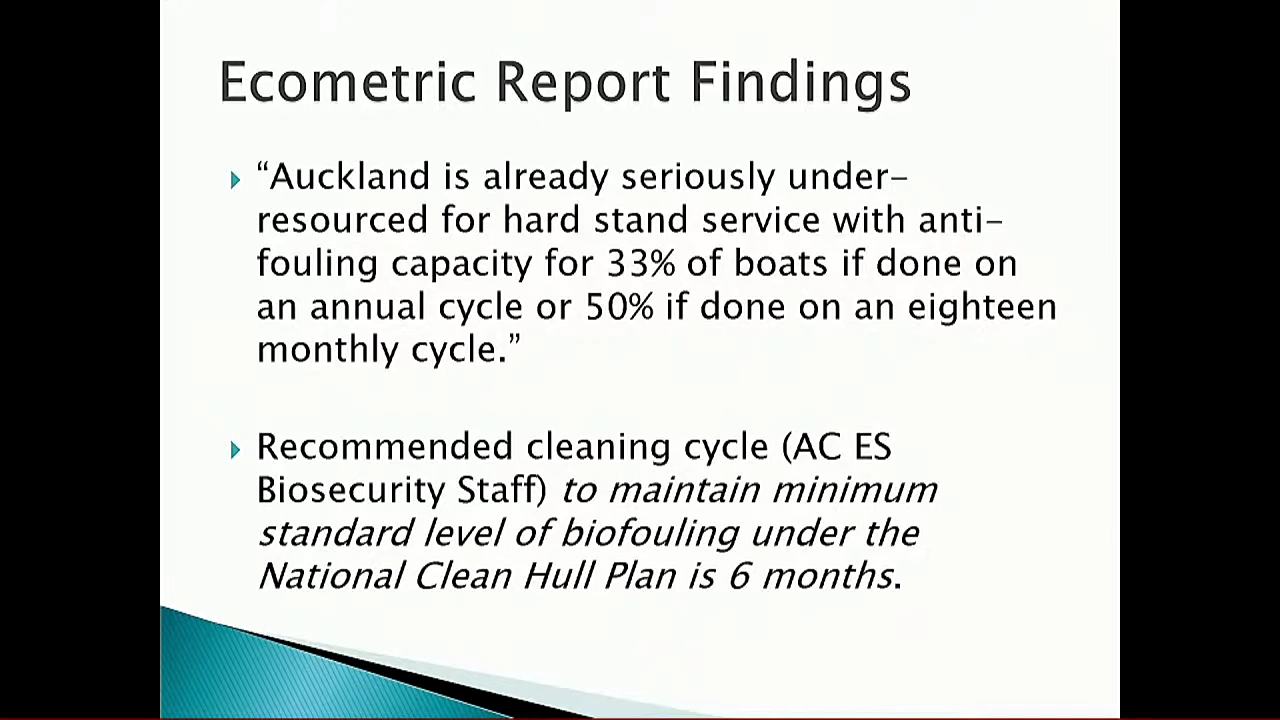 Ecometric Report Findings
“Auckland is already seriously under-
resourced for hard stand service with anti-
fouling capacity for 33% of boats if done on
an annual cycle or 50% if done on an eighteen
monthly cycle.”
Recommended cleaning cycle (AC ES
Biosecurity Staff) to maintain minimum
standard level of biofouling under the
National Clean Hull Plan is 6 months.